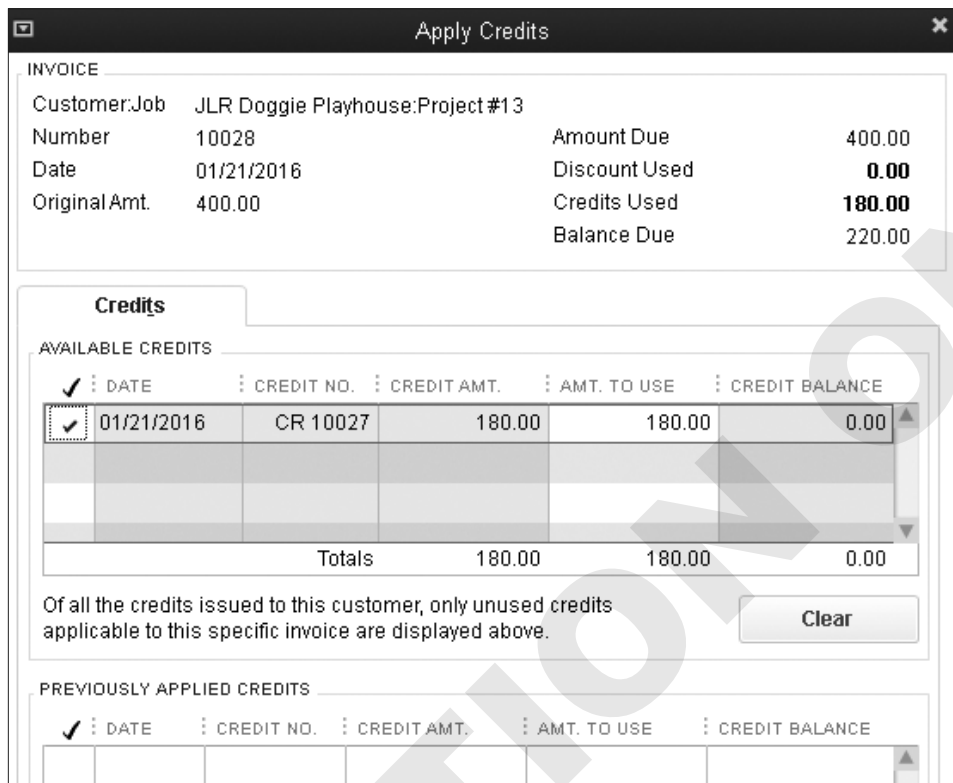 Apply Credits
INVOICE
Customer:Job JLR Doggie Playhouse:Project #13
Number 10028 Amount Due 400.00
Date 01/21/2016 Discount Used 0.00
Original Amt. 400.00 Credits Used 180.00
Balance Due 220.00
Credits
AVAILABLE CREDITS
✓ DATE CREDIT NO. CREDIT AMT. AMT. TO USE CREDIT BALANCE
✓ 01/21/2016 CR 10027 180.00 180.00 0.00
Totals 180.00 180.00 0.00
Of all the credits issued to this customer, only unused credits
applicable to this specific invoice are displayed above.
Clear
PREVIOUSLY APPLIED CREDITS
✓ DATE CREDIT NO. CREDIT AMT. AMT. TO USE CREDIT BALANCE
TION ON